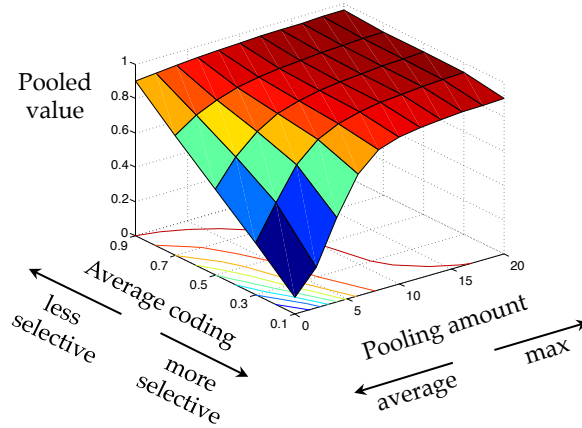 Pooled
value
1
0.8
0.6
0.4
0.2
0
0.9
0.7
0.5
0.3
0.1
0
5
10
15
20
Average coding
less
selective
more
selective
Pooling amount
average
max